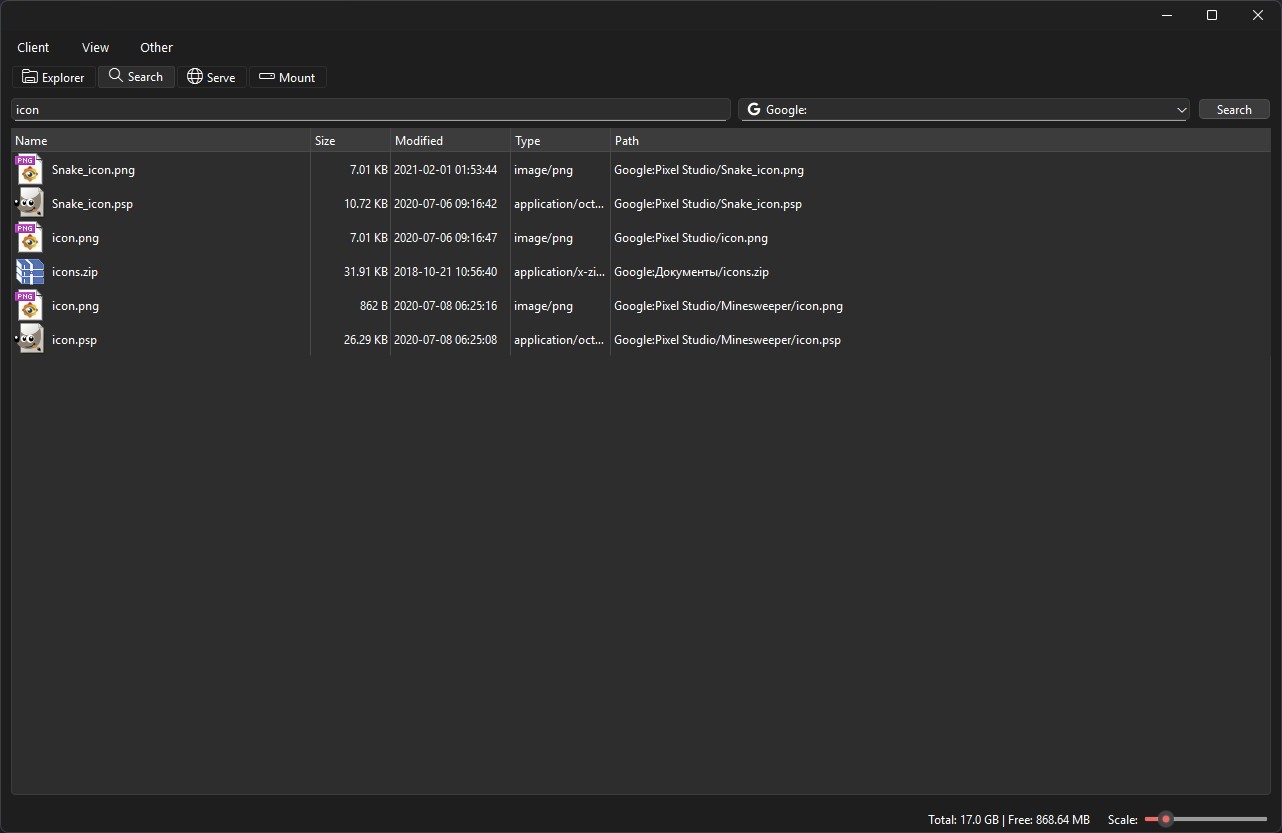 Client View Other
Explorer Search Serve Mount
icon Google: Search
Name Size Modified Type Path
PNG Snake_icon.png 7.01 KB 2021-02-01 01:53:44 image/png Google:Pixel Studio/Snake_icon.png
Snake_icon.psp 10.72 KB 2020-07-06 09:16:42 application/oct... Google:Pixel Studio/Snake_icon.psp
PNG icon.png 7.01 KB 2020-07-06 09:16:47 image/png Google:Pixel Studio/icon.png
icons.zip 31.91 KB 2018-10-21 10:56:40 application/x-zi... Google:Документы/icons.zip
PNG icon.png 862 B 2020-07-08 06:25:16 image/png Google:Pixel Studio/Minesweeper/icon.png
icon.psp 26.29 KB 2020-07-08 06:25:08 application/oct... Google:Pixel Studio/Minesweeper/icon.psp
Total: 17.0 GB | Free: 868.64 MB Scale: